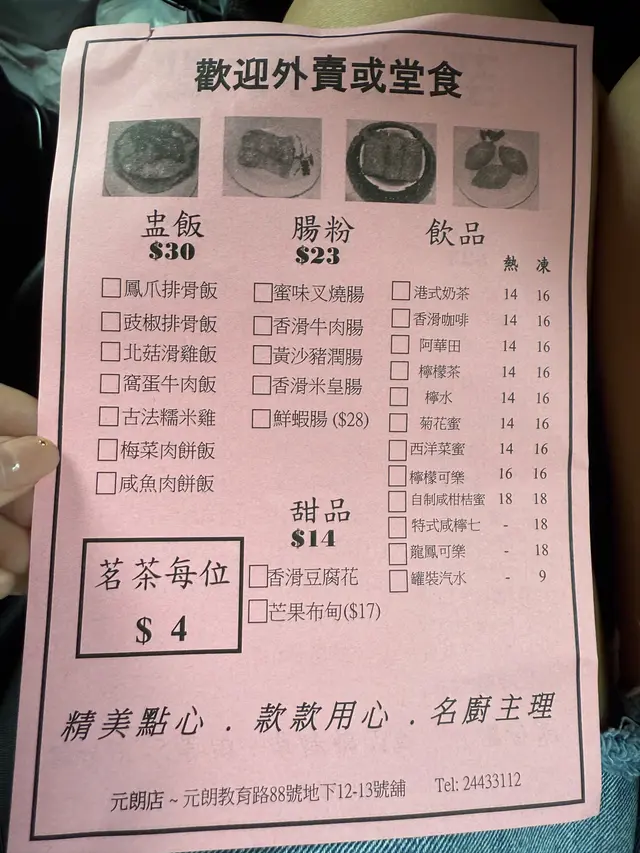 歡迎外賣或堂食
盅飯
$30
□鳳爪排骨飯
□豉椒排骨飯
□北菇滑雞飯
□窩蛋牛肉飯
□古法糯米雞
□梅菜肉餅飯
□咸魚肉餅飯
腸粉
$23
□蜜味叉燒腸
□香滑牛肉腸
□黃沙豬潤腸
□香滑米皇腸
□鮮蝦腸 ($28)
甜品
$14
□香滑豆腐花
□芒果布甸($17)
飲品
熱 凍
□港式奶茶 14 16
□香滑咖啡 14 16
□阿華田 14 16
□檸檬茶 14 16
□檸水 14 16
□菊花蜜 14 16
□西洋菜蜜 14 16
□檸檬可樂 16 16
□自制咸柑桔蜜 18 18
□特式咸檸七 - 18
□龍鳳可樂 - 18
□罐裝汽水 - 9
茗茶每位
$ 4
精美點心 . 款款用心 . 名廚主理
元朗店 ~ 元朗教育路88號地下12-13號舖 Tel: 24433112